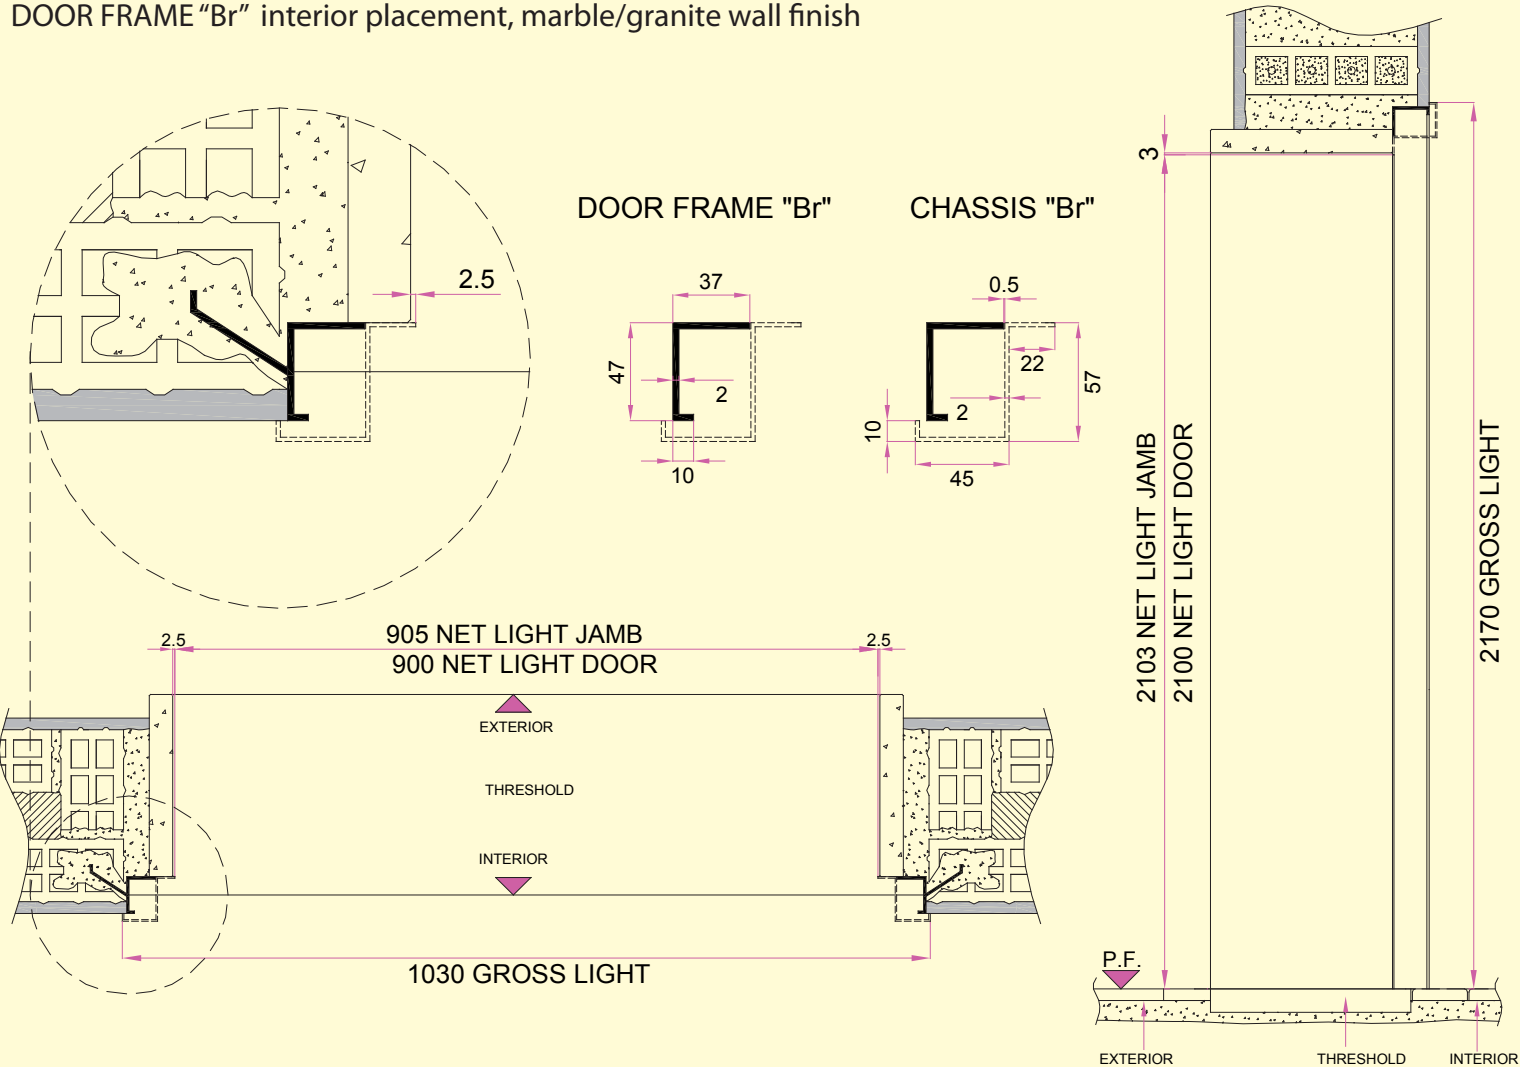 DOOR FRAME “Br” interior placement, marble/granite wall finish
2.5
DOOR FRAME "Br"
37
47
2
10
CHASSIS "Br"
0.5
22
57
2
10
45
3
2103 NET LIGHT JAMB
2100 NET LIGHT DOOR
2170 GROSS LIGHT
2.5
905 NET LIGHT JAMB
2.5
900 NET LIGHT DOOR
EXTERIOR
THRESHOLD
INTERIOR
1030 GROSS LIGHT
P.F.
EXTERIOR
THRESHOLD
INTERIOR